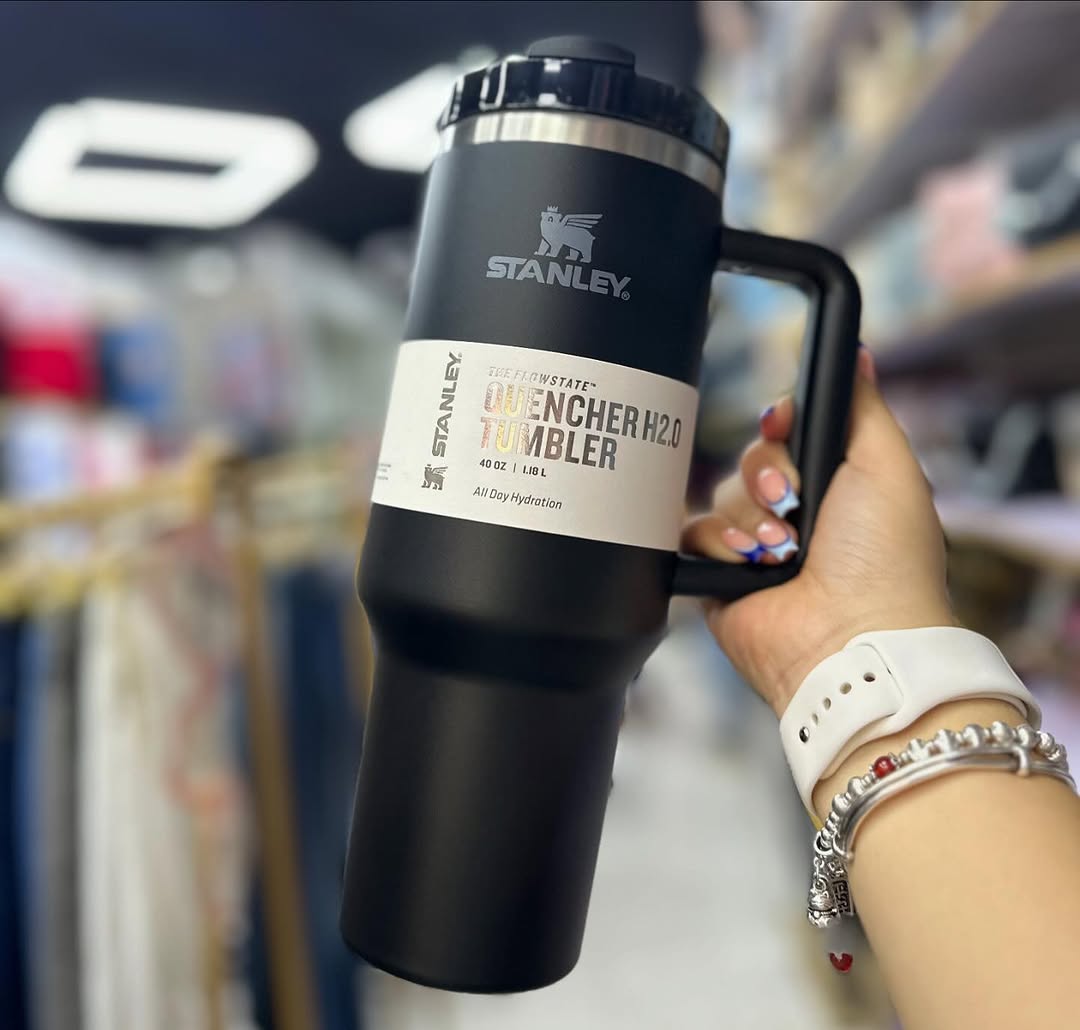 STANLEY®
STANLEY®
THE FLOWSTATE™
QUENCHER H2.0
TUMBLER
40 OZ | 1.18 L
All Day Hydration